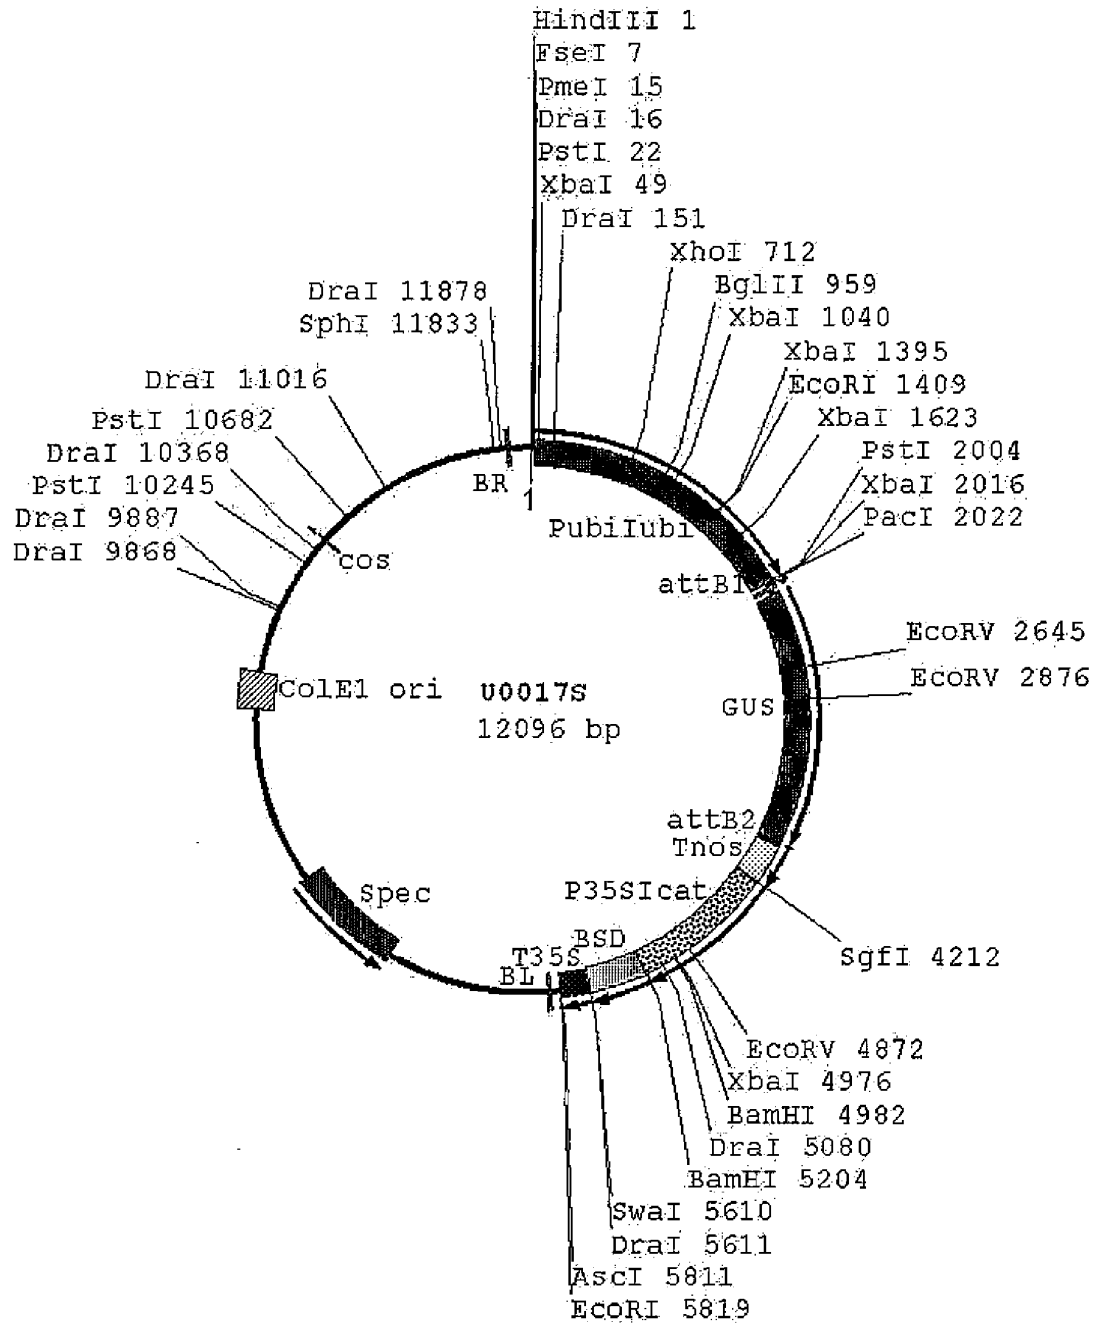 HindIII 1
FseI 7
PmeI 15
DraI 16
PstI 22
XbaI 49
DraI 151
XhoI 712
BglII 959
XbaI 1040
XbaI 1395
EcoRI 1409
XbaI 1623
PstI 2004
XbaI 2016
PacI 2022
DraI 11878
SphI 11833
DraI 11016
PstI 10682
DraI 10368
PstI 10245
DraI 9887
DraI 9868
BR
1
cos
PubiIubi
attB1
EcoRV 2645
EcoRV 2876
ColE1 ori
U0017S
12096 bp
GUS
attB2
Tnos
P35SIcat
Spec
BSD
T35S
BL
SgfI 4212
EcoRV 4872
XbaI 4976
BamHI 4982
DraI 5080
BamHI 5204
SwaI 5610
DraI 5611
AscI 5811
EcoRI 5819